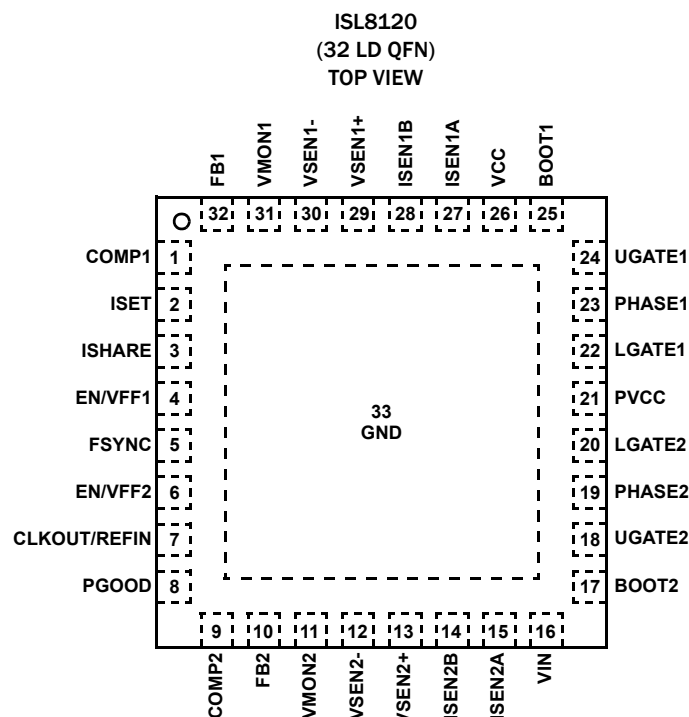 ISL8120
(32 LD QFN)
TOP VIEW
FB1
VMON1
VSEN1-
VSEN1+
ISEN1B
ISEN1A
VCC
BOOT1
32
31
30
29
28
27
26
25
COMP1 1
ISET 2
ISHARE 3
EN/VFF1 4
FSYNC 5
EN/VFF2 6
CLKOUT/REFIN 7
PGOOD 8
33
GND
24 UGATE1
23 PHASE1
22 LGATE1
21 PVCC
20 LGATE2
19 PHASE2
18 UGATE2
17 BOOT2
9
10
11
12
13
14
15
16
COMP2
FB2
VMON2
VSEN2-
VSEN2+
ISEN2B
ISEN2A
VIN